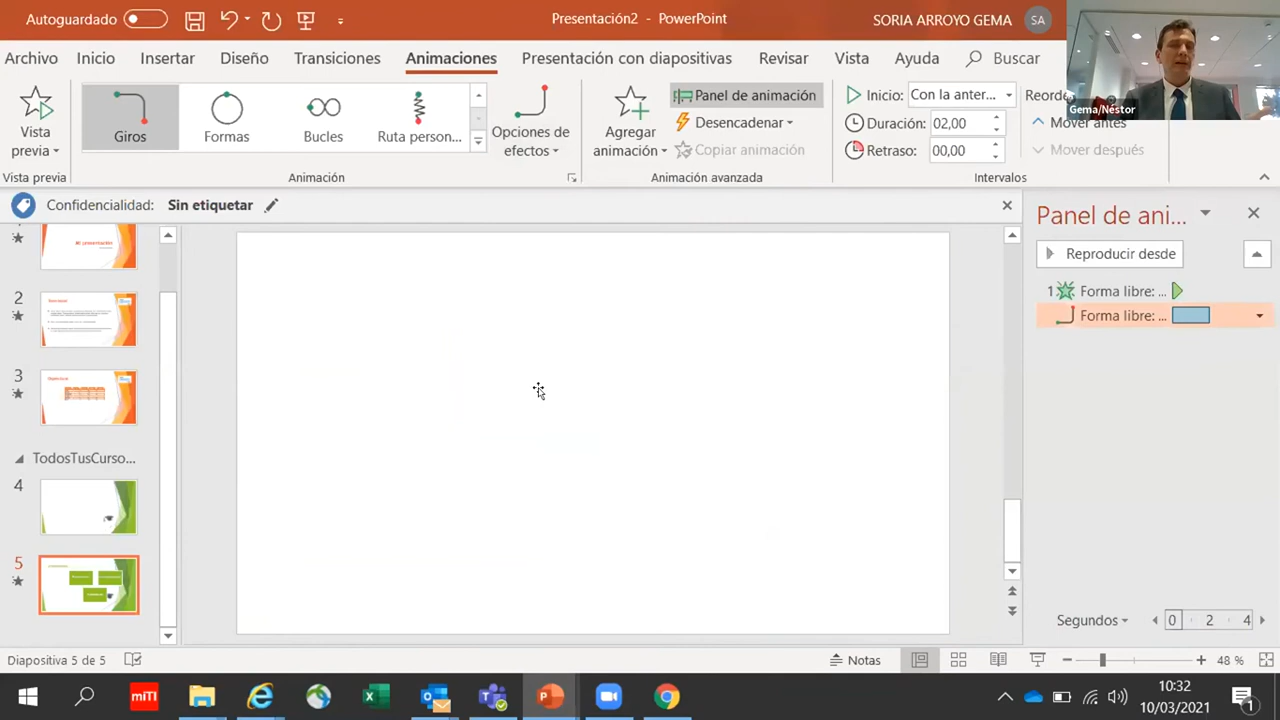 Autoguardado
Presentación2 - PowerPoint
SORIA ARROYO GEMA SA
Archivo Inicio Insertar Diseño Transiciones Animaciones Presentación con diapositivas Revisar Vista Ayuda Buscar
Gema/Néstor
Vista previa
Giros Formas Bucles Ruta person...
Opciones de efectos
Agregar animación
Panel de animación
Desencadenar
Copiar animación
Inicio: Con la anter...
Duración: 02,00
Retraso: 00,00
Reorde
Mover antes
Mover después
Vista previa Animación Animación avanzada Intervalos
Confidencialidad: Sin etiquetar
Panel de ani...
Reproducir desde
1 Forma libre: ...
Forma libre: ...
2
3
TodosTusCurso...
4
5
Segundos 0 2 4
Diapositiva 5 de 5
Notas
48 %
miTI
10:32
10/03/2021
1